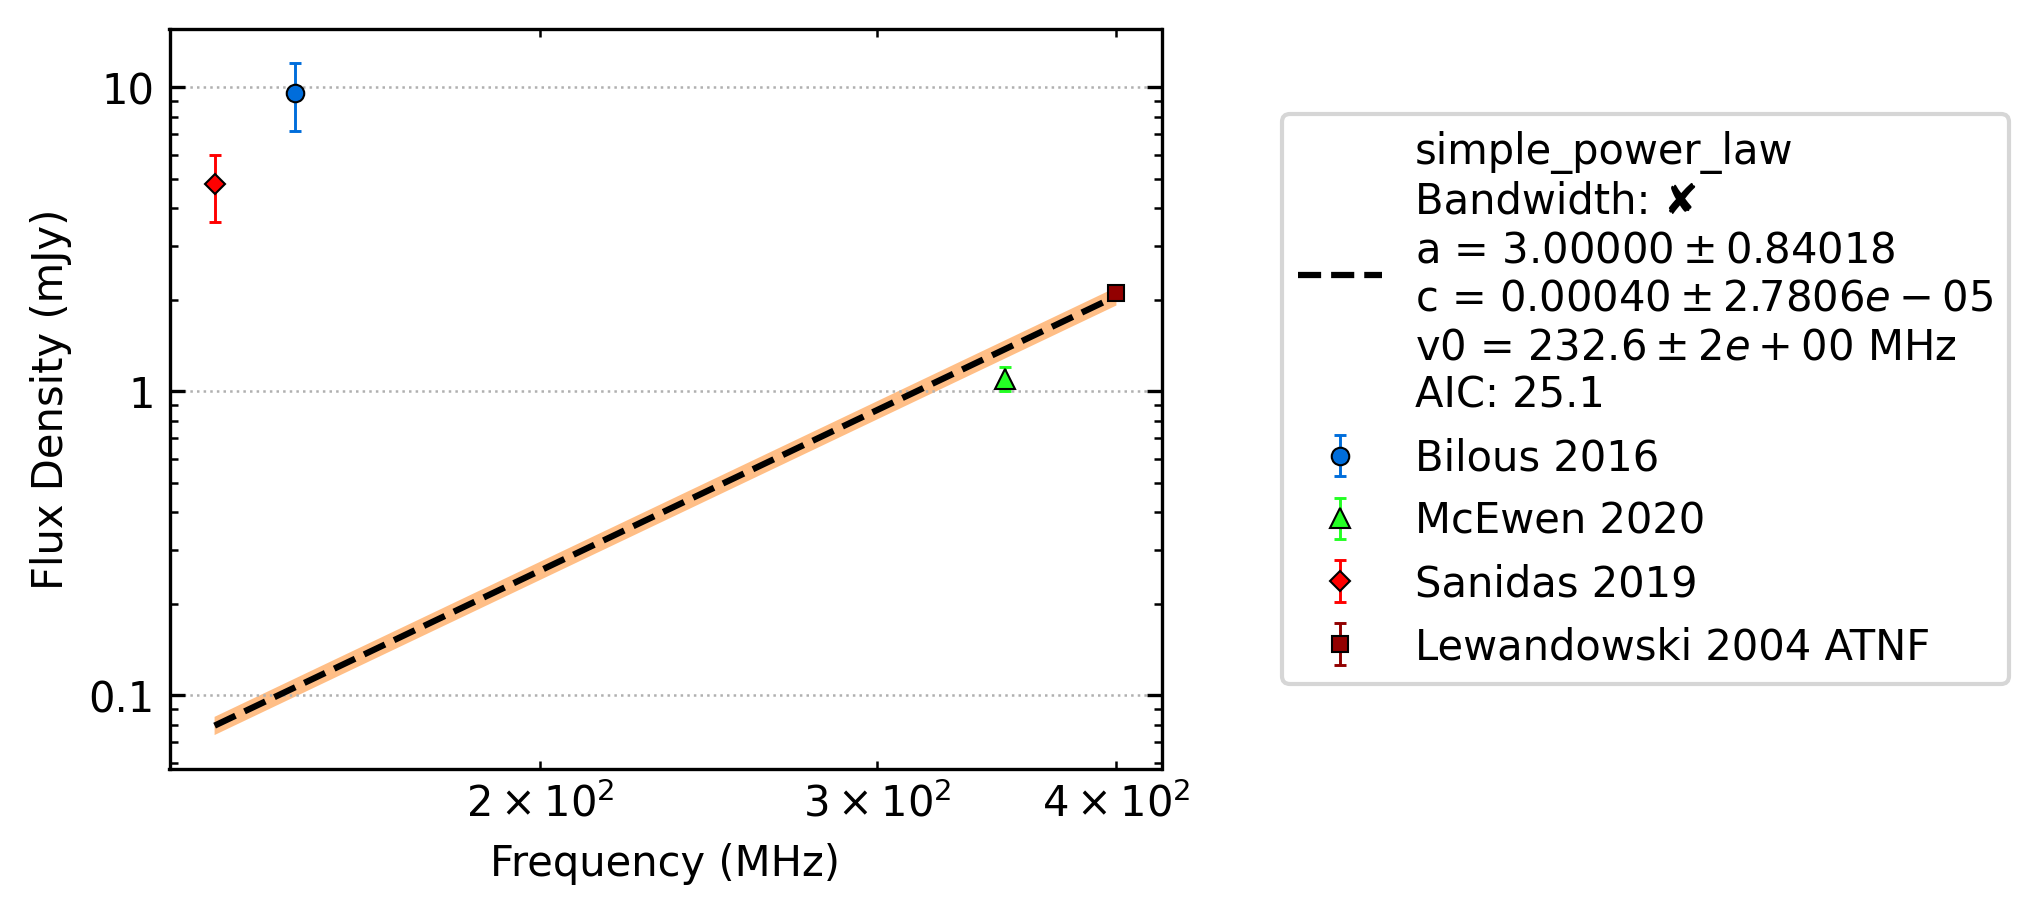 10
1
0.1
Flux Density (mJy)
2 × 10²
3 × 10²
4 × 10²
Frequency (MHz)
simple_power_law
Bandwidth: ✘
a = 3.00000 ± 0.84018
c = 0.00040 ± 2.7806e − 05
v0 = 232.6 ± 2e + 00 MHz
AIC: 25.1
Bilous 2016
McEwen 2020
Sanidas 2019
Lewandowski 2004 ATNF